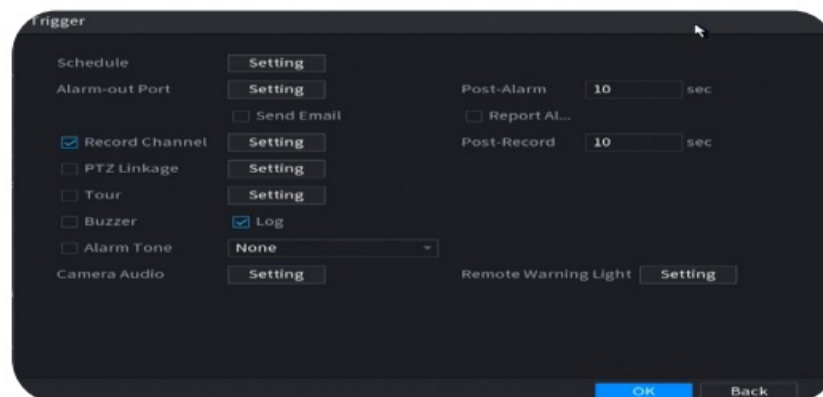 Trigger
Schedule Setting
Alarm-out Port Setting Post-Alarm 10 sec
Send Email Report Al...
Record Channel Setting Post-Record 10 sec
PTZ Linkage Setting
Tour Setting
Buzzer Log
Alarm Tone None
Camera Audio Setting Remote Warning Light Setting
OK Back